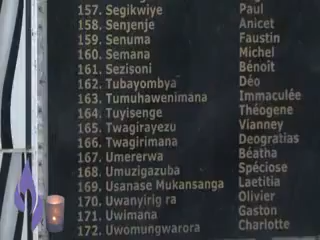 157. Segikwiye Paul
158. Senjenje Anicet
159. Senuma Faustin
160. Semana Michel
161. Sezisoni Bénoit
162. Tubayombya Déo
163. Tumuhawenimana Immaculée
164. Tuyisenge Théogene
165. Twagirayezu Vianney
166. Twagirimana Deogratias
167. Umererwa Béatha
168. Umuzigazuba Spéciose
169. Usanase Mukansanga Laetitia
170. Uwanyirig ra Olivier
171. Uwimana Gaston
172. Uwomungwarora Charlotte